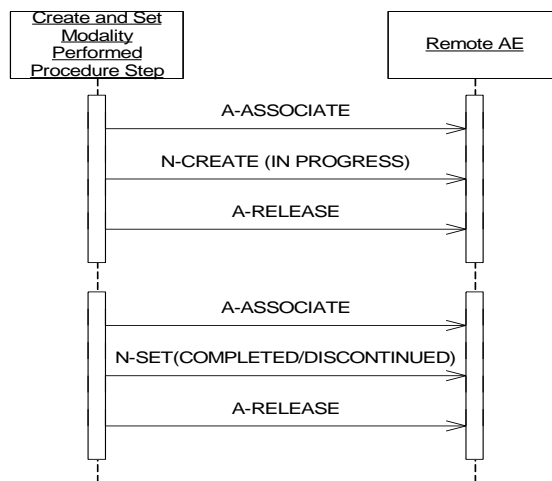 Create and Set
Modality
Performed
Procedure Step
Remote AE
A-ASSOCIATE
N-CREATE (IN PROGRESS)
A-RELEASE
A-ASSOCIATE
N-SET(COMPLETED/DISCONTINUED)
A-RELEASE